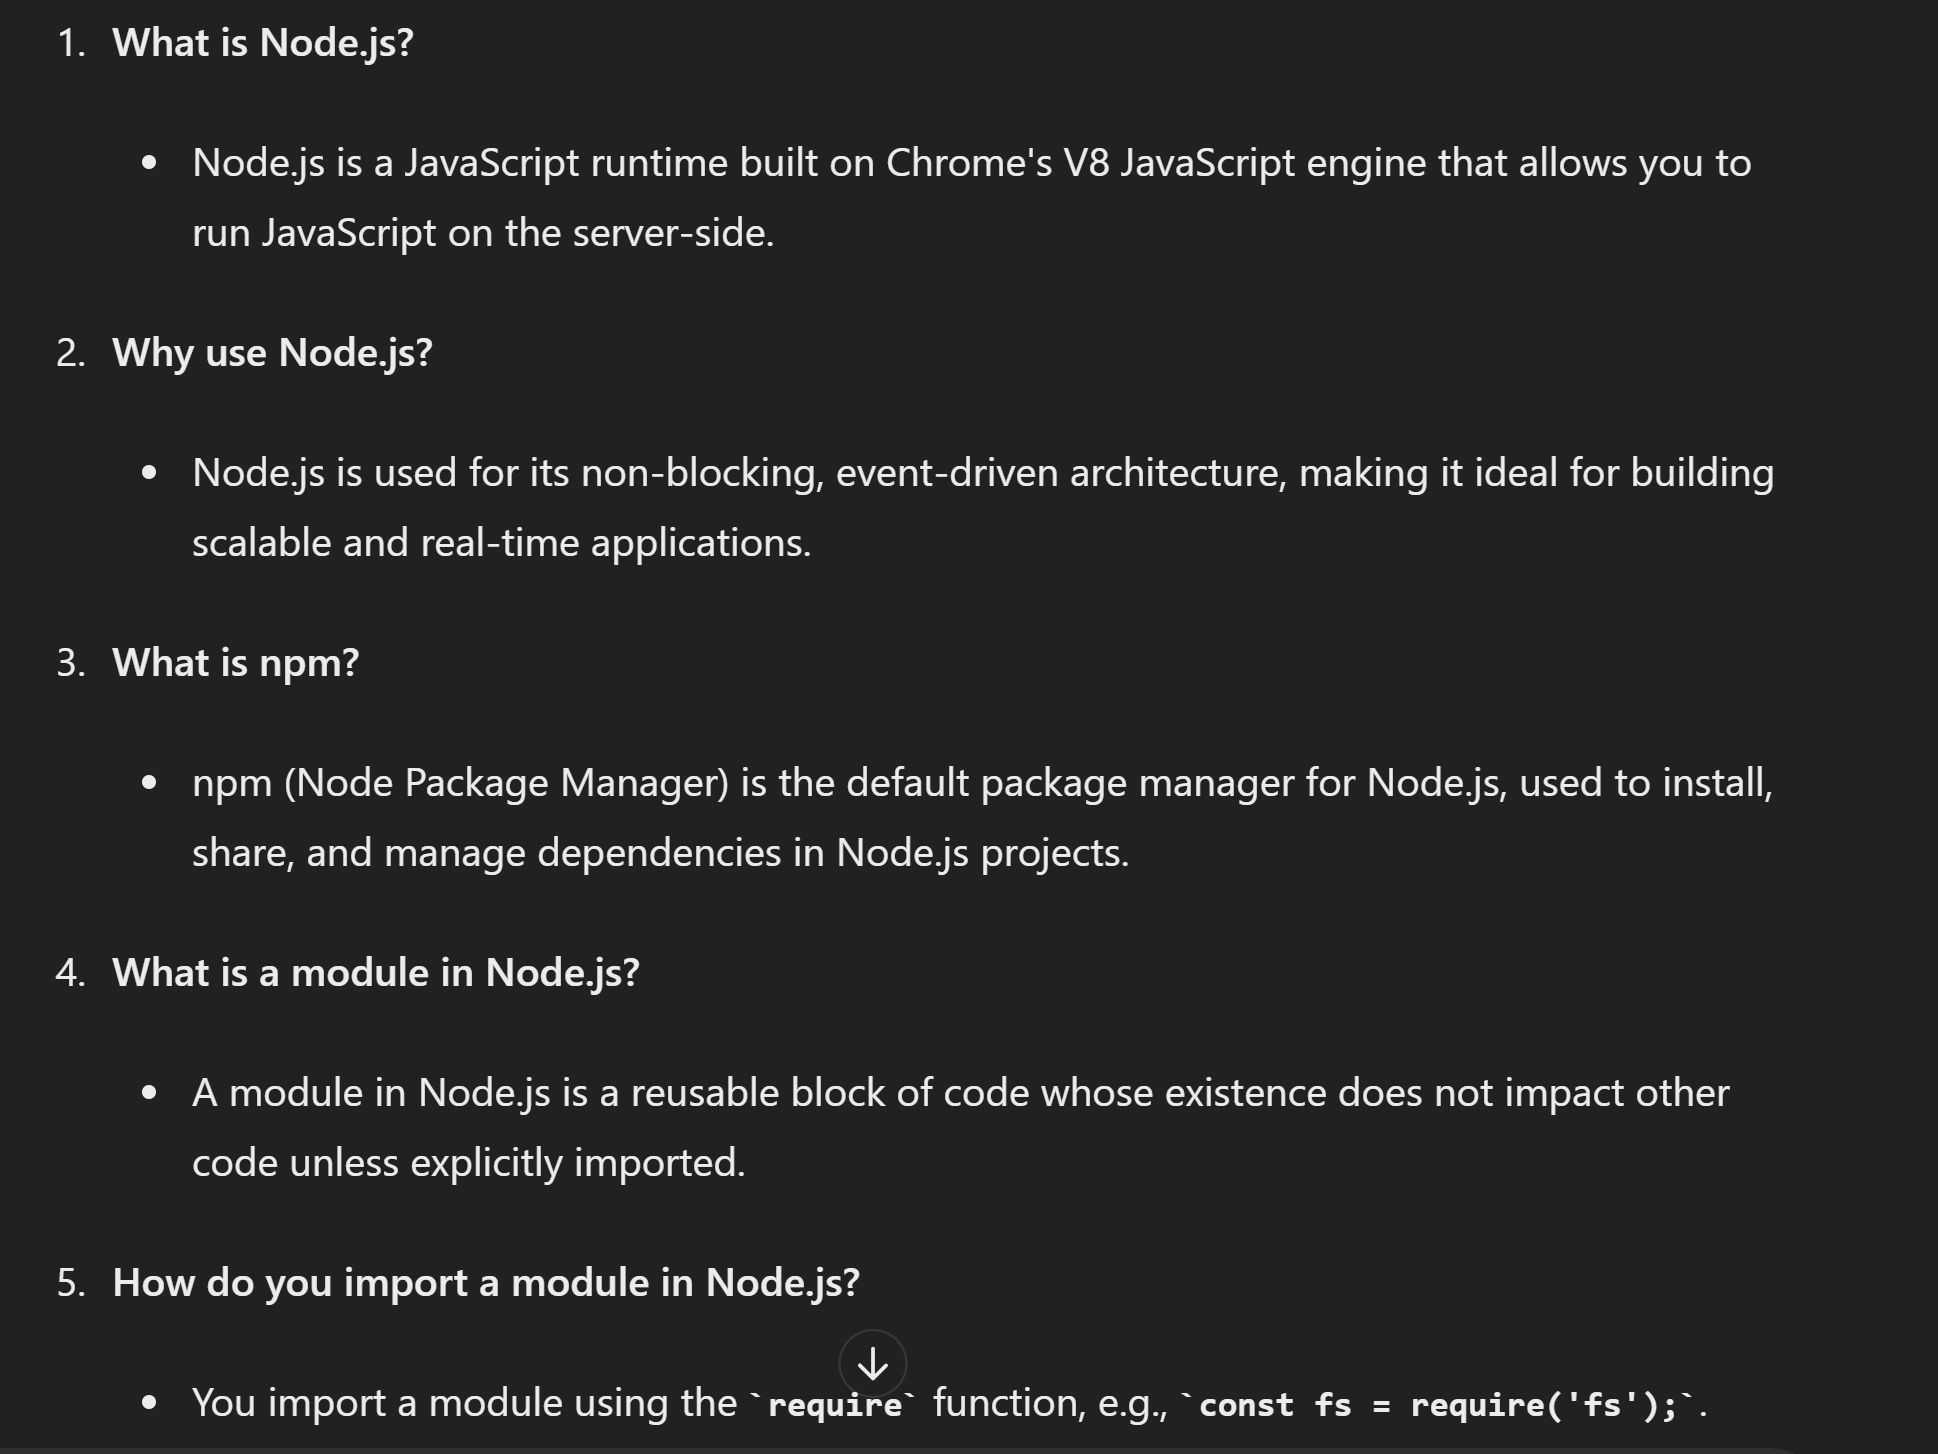 1. What is Node.js?
• Node.js is a JavaScript runtime built on Chrome's V8 JavaScript engine that allows you to
run JavaScript on the server-side.
2. Why use Node.js?
• Node.js is used for its non-blocking, event-driven architecture, making it ideal for building
scalable and real-time applications.
3. What is npm?
• npm (Node Package Manager) is the default package manager for Node.js, used to install,
share, and manage dependencies in Node.js projects.
4. What is a module in Node.js?
• A module in Node.js is a reusable block of code whose existence does not impact other
code unless explicitly imported.
5. How do you import a module in Node.js?
• You import a module using the `require` function, e.g., `const fs = require('fs');`.